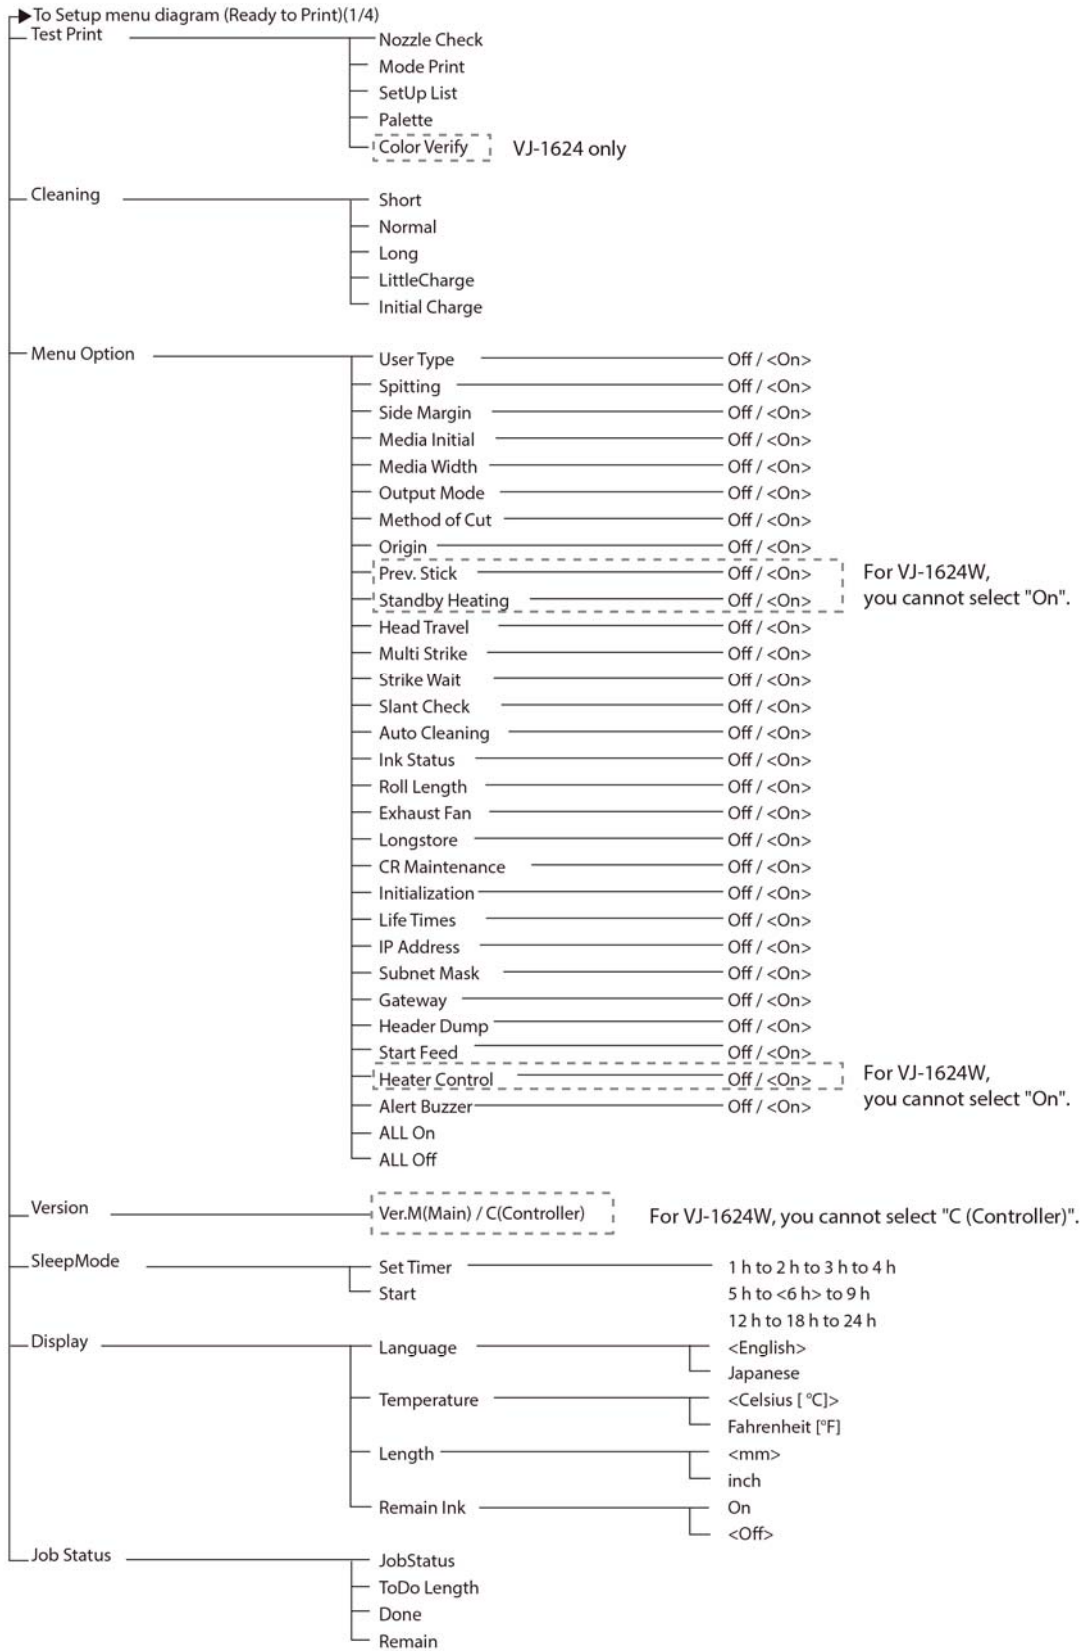 To Setup menu diagram (Ready to Print)(1/4)
Test Print
Nozzle Check
Mode Print
SetUp List
Palette
Color Verify VJ-1624 only
Cleaning
Short
Normal
Long
LittleCharge
Initial Charge
Menu Option
User Type Off / <On>
Spitting Off / <On>
Side Margin Off / <On>
Media Initial Off / <On>
Media Width Off / <On>
Output Mode Off / <On>
Method of Cut Off / <On>
Origin Off / <On>
Prev. Stick Off / <On> For VJ-1624W,
Standby Heating Off / <On> you cannot select "On".
Head Travel Off / <On>
Multi Strike Off / <On>
Strike Wait Off / <On>
Slant Check Off / <On>
Auto Cleaning Off / <On>
Ink Status Off / <On>
Roll Length Off / <On>
Exhaust Fan Off / <On>
Longstore Off / <On>
CR Maintenance Off / <On>
Initialization Off / <On>
Life Times Off / <On>
IP Address Off / <On>
Subnet Mask Off / <On>
Gateway Off / <On>
Header Dump Off / <On>
Start Feed Off / <On>
Heater Control Off / <On> For VJ-1624W,
Alert Buzzer Off / <On> you cannot select "On".
ALL On
ALL Off
Version Ver.M(Main) / C(Controller) For VJ-1624W, you cannot select "C (Controller)".
SleepMode
Set Timer 1 h to 2 h to 3 h to 4 h
Start 5 h to <6 h> to 9 h
12 h to 18 h to 24 h
Display
Language <English>
Japanese
Temperature <Celsius [ °C]>
Fahrenheit [°F]
Length <mm>
inch
Remain Ink On
<Off>
Job Status
JobStatus
ToDo Length
Done
Remain